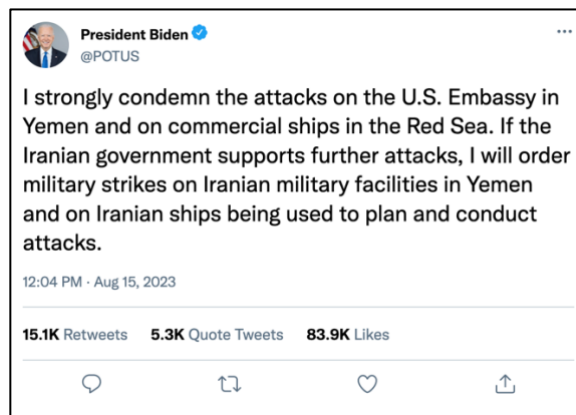 President Biden
@POTUS
I strongly condemn the attacks on the U.S. Embassy in
Yemen and on commercial ships in the Red Sea. If the
Iranian government supports further attacks, I will order
military strikes on Iranian military facilities in Yemen
and on Iranian ships being used to plan and conduct
attacks.
12:04 PM · Aug 15, 2023
15.1K Retweets 5.3K Quote Tweets 83.9K Likes